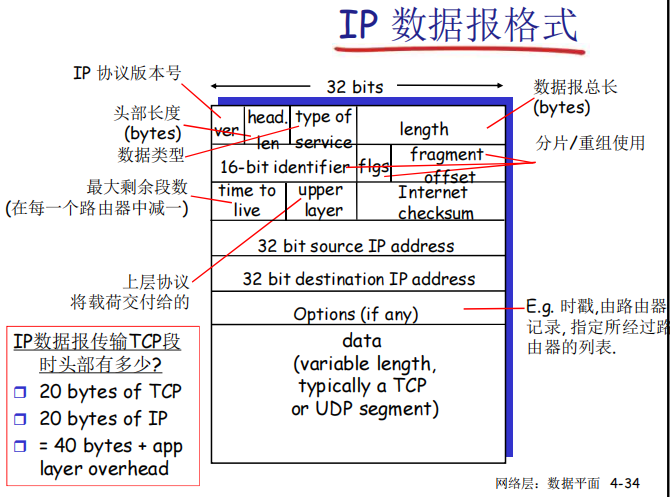 IP 数据报格式
IP 协议版本号
32 bits
数据报总长
(bytes)
头部长度
(bytes)
数据类型
ver
head.
len
type of
service
length
分片/重组使用
16-bit identifier
flgs
fragment
offset
最大剩余段数
(在每一个路由器中减一)
time to
live
upper
layer
Internet
checksum
32 bit source IP address
上层协议
将载荷交付给的
32 bit destination IP address
Options (if any)
E.g. 时戳,由路由器
记录, 指定所经过路
由器的列表.
data
(variable length,
typically a TCP
or UDP segment)
IP数据报传输TCP段
时头部有多少?
20 bytes of TCP
20 bytes of IP
= 40 bytes + app
layer overhead
网络层：数据平面 4-34